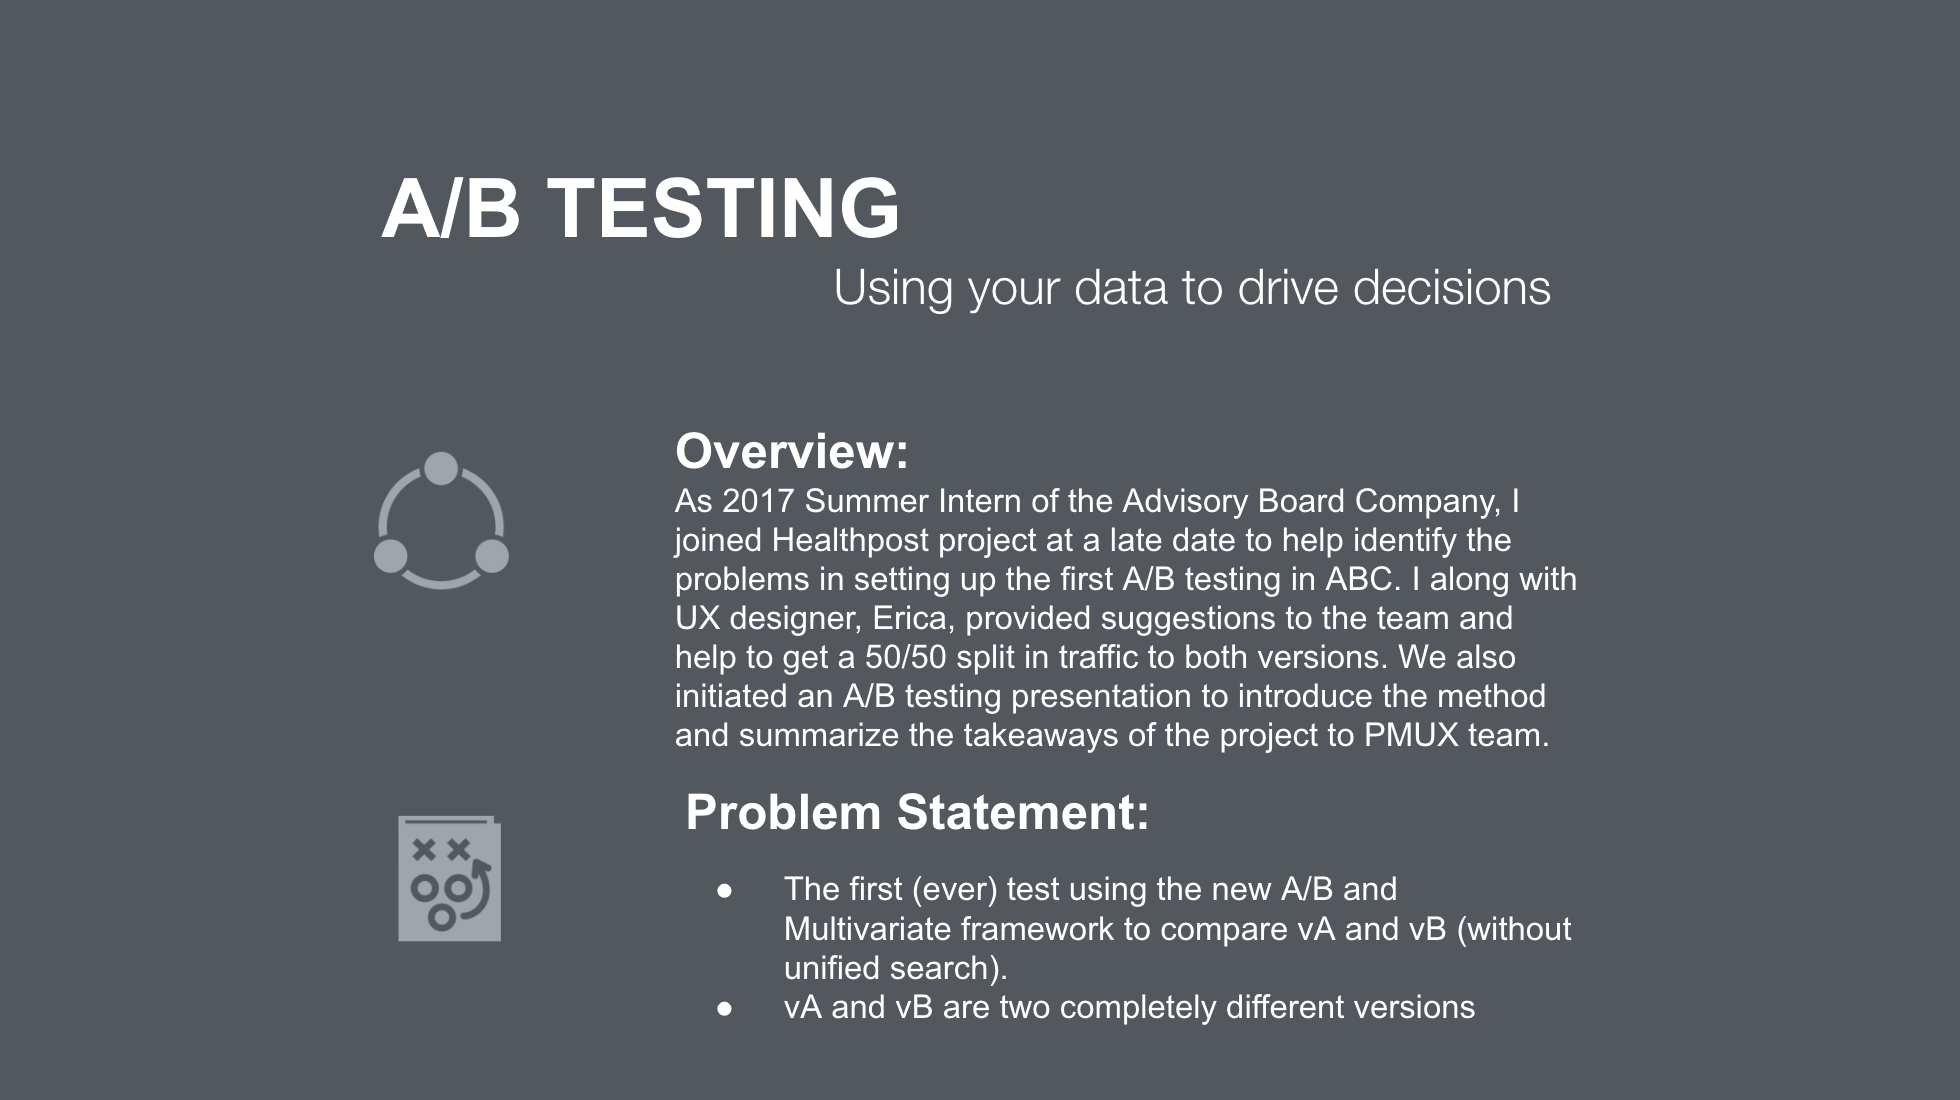 A/B TESTING
Using your data to drive decisions
Overview:
As 2017 Summer Intern of the Advisory Board Company, I
joined Healthpost project at a late date to help identify the
problems in setting up the first A/B testing in ABC. I along with
UX designer, Erica, provided suggestions to the team and
help to get a 50/50 split in traffic to both versions. We also
initiated an A/B testing presentation to introduce the method
and summarize the takeaways of the project to PMUX team.
Problem Statement:
● The first (ever) test using the new A/B and
Multivariate framework to compare vA and vB (without
unified search).
● vA and vB are two completely different versions